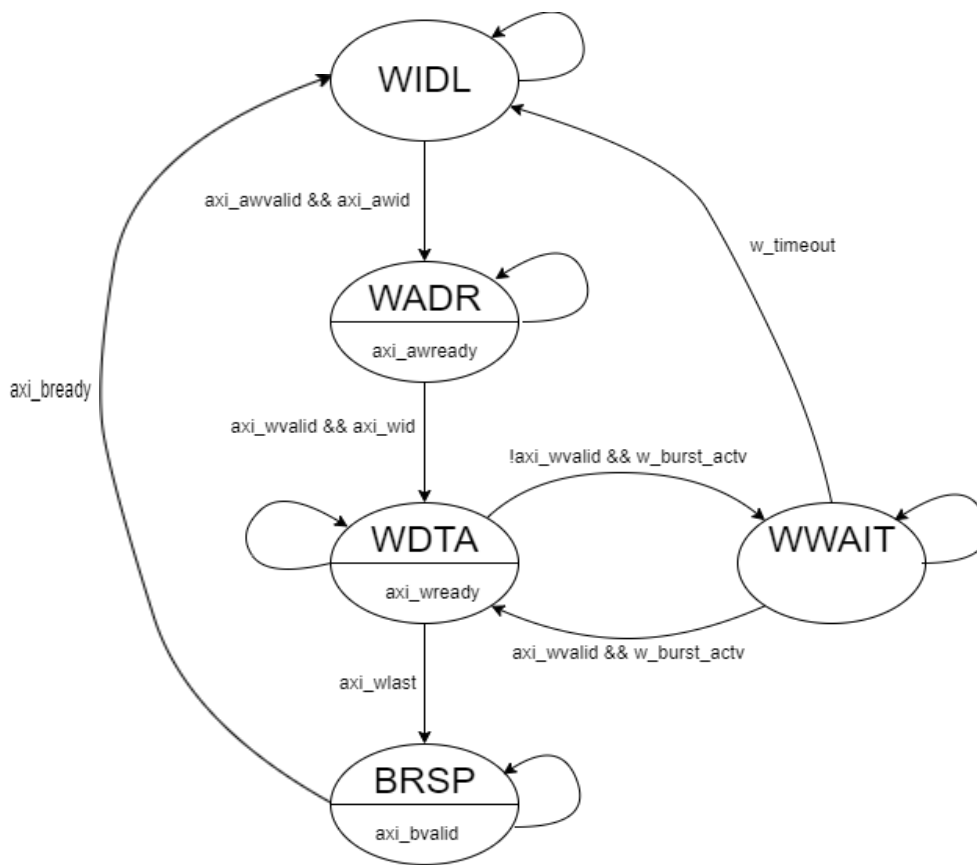 WIDL
axi_awvalid && axi_awid
w_timeout
WADR
axi_awready
axi_bready
axi_wvalid && axi_wid
!axi_wvalid && w_burst_actv
WDTA
WWAIT
axi_wready
axi_wvalid && w_burst_actv
axi_wlast
BRSP
axi_bvalid